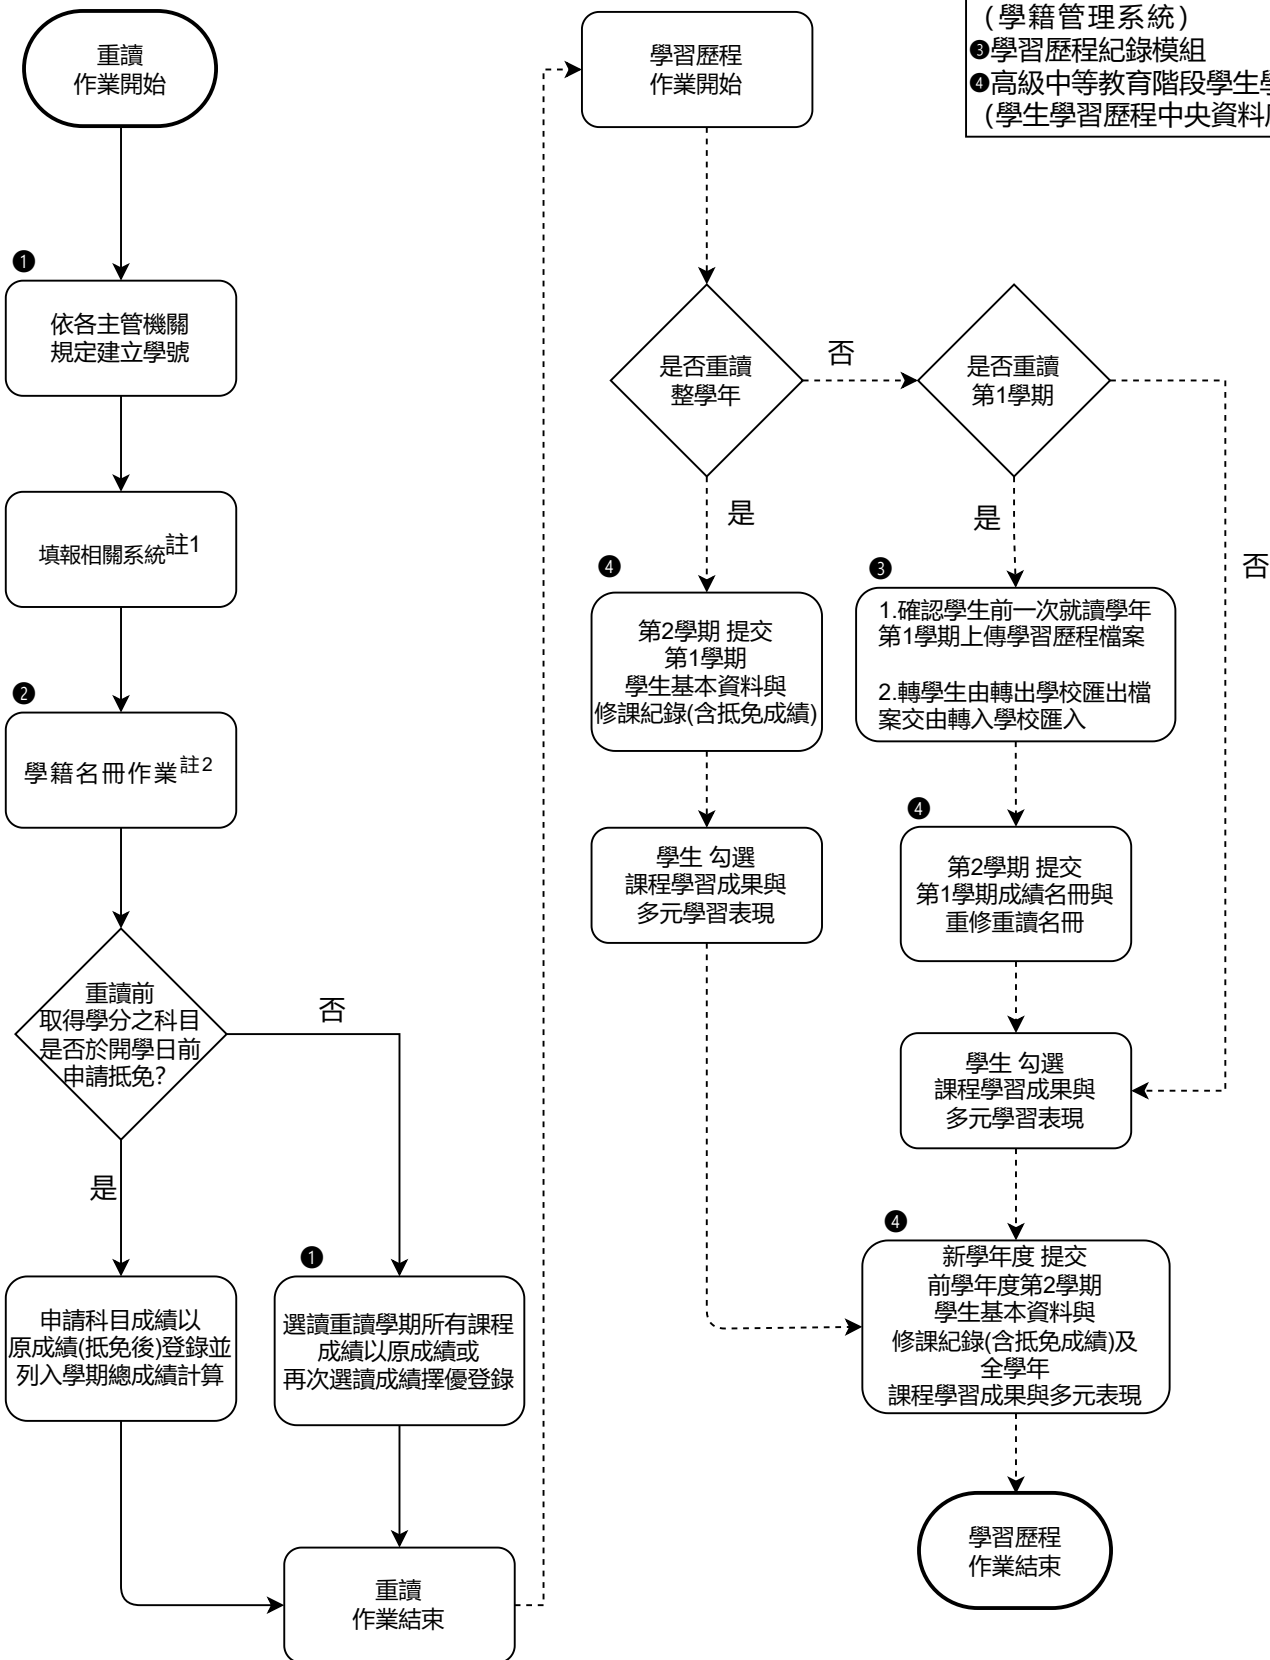 重讀
作業開始
❶
依各主管機關
規定建立學號
填報相關系統註1
❷
學籍名冊作業註2
重讀前
取得學分之科目
是否於開學日前
申請抵免?
否
是
申請科目成績以
原成績(抵免後)登錄並
列入學期總成績計算
❶
選讀重讀學期所有課程
成績以原成績或
再次選讀成績擇優登錄
重讀
作業結束
學習歷程
作業開始
是否重讀
整學年
否
是否重讀
第1學期
是
是
否
❹
第2學期 提交
第1學期
學生基本資料與
修課紀錄(含抵免成績)
學生 勾選
課程學習成果與
多元學習表現
❸
1.確認學生前一次就讀學年
第1學期上傳學習歷程檔案
2.轉學生由轉出學校匯出檔
案交由轉入學校匯入
❹
第2學期 提交
第1學期成績名冊與
重修重讀名冊
學生 勾選
課程學習成果與
多元學習表現
❹
新學年度 提交
前學年度第2學期
學生基本資料與
修課紀錄(含抵免成績)及
全學年
課程學習成果與多元表現
學習歷程
作業結束
(學籍管理系統)
❸學習歷程紀錄模組
❹高級中等教育階段學生
(學生學習歷程中央資料